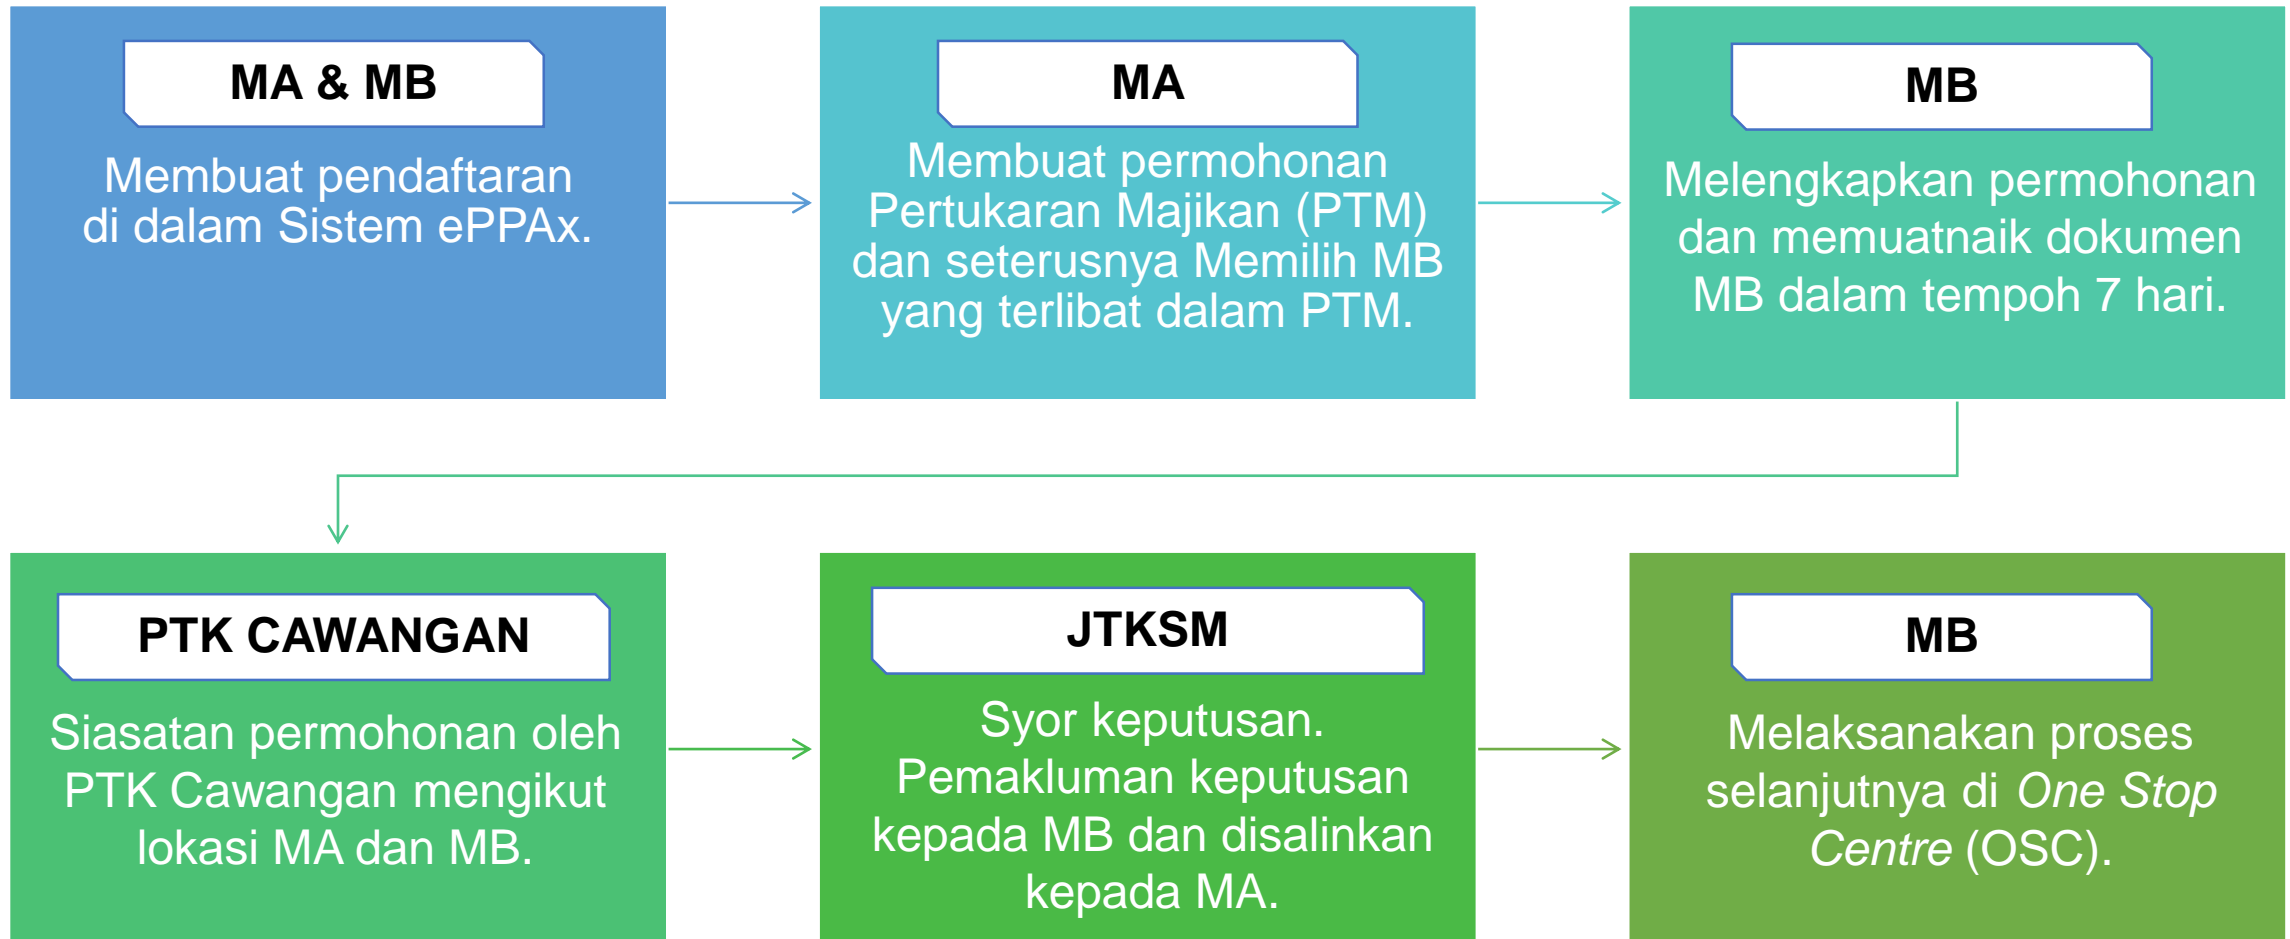 MA & MB
Membuat pendaftaran
di dalam Sistem ePPAx.
MA
Membuat permohonan
Pertukaran Majikan (PTM)
dan seterusnya Memilih MB
yang terlibat dalam PTM.
MB
Melengkapkan permohonan
dan memuatnaik dokumen
MB dalam tempoh 7 hari.
PTK CAWANGAN
Siasatan permohonan oleh
PTK Cawangan mengikut
lokasi MA dan MB.
JTKSM
Syor keputusan.
Pemakluman keputusan
kepada MB dan disalinkan
kepada MA.
MB
Melaksanakan proses
selanjutnya di One Stop
Centre (OSC).